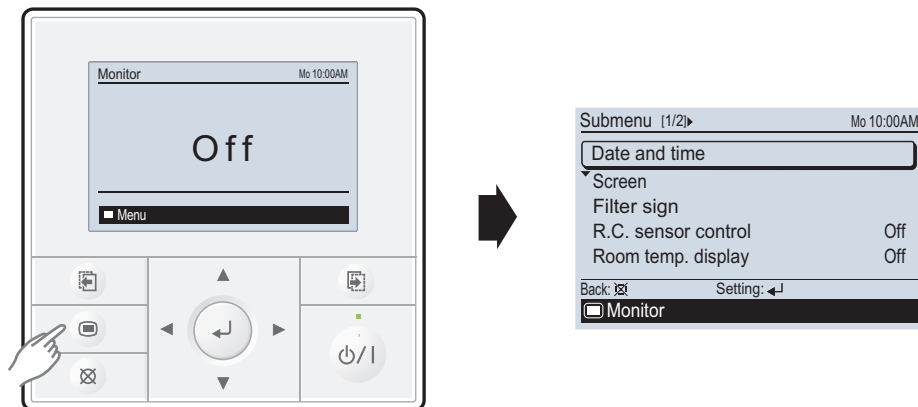 Monitor Mo 10:00AM
Off
Menu
Submenu [1/2] Mo 10:00AM
Date and time
Screen
Filter sign
R.C. sensor control Off
Room temp. display Off
Back: Setting:
Monitor